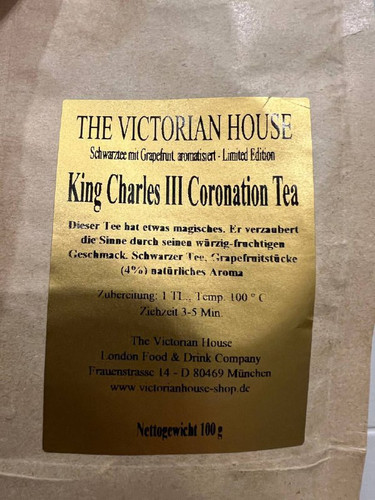 THE VICTORIAN HOUSE
Schwarztee mit Grapefruit, aromatisiert - Limited Edition
King Charles III Coronation Tea
Dieser Tee hat etwas magisches. Er verzaubert
die Sinne durch seinen würzig-fruchtigen
Geschmack. Schwarzer Tee, Grapefruitstücke
(4%) natürliches Aroma
Zubereitung: 1 TL., Temp. 100 ° C
Ziehzeit 3-5 Min.
The Victorian House
London Food & Drink Company
Frauenstrasse 14 - D 80469 München
www.victorianhouse-shop.de
Nettogewicht 100 g